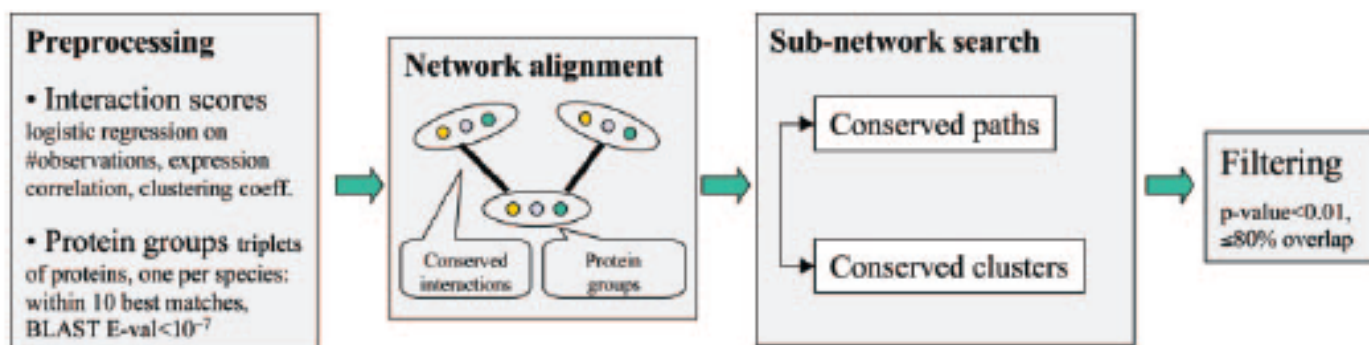 Preprocessing
• Interaction scores
logistic regression on
#observations, expression
correlation, clustering coeff.
• Protein groups triplets
of proteins, one per species:
within 10 best matches,
BLAST E-val<10⁻⁷
Network alignment
Conserved
interactions
Protein
groups
Sub-network search
Conserved paths
Conserved clusters
Filtering
p-value<0.01,
≤80% overlap